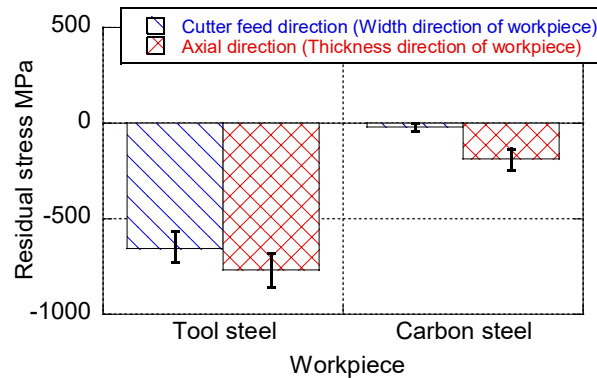 500
Cutter feed direction (Width direction of workpiece)
Axial direction (Thickness direction of workpiece)
Residual stress MPa
0
-500
-1000
Tool steel
Carbon steel
Workpiece